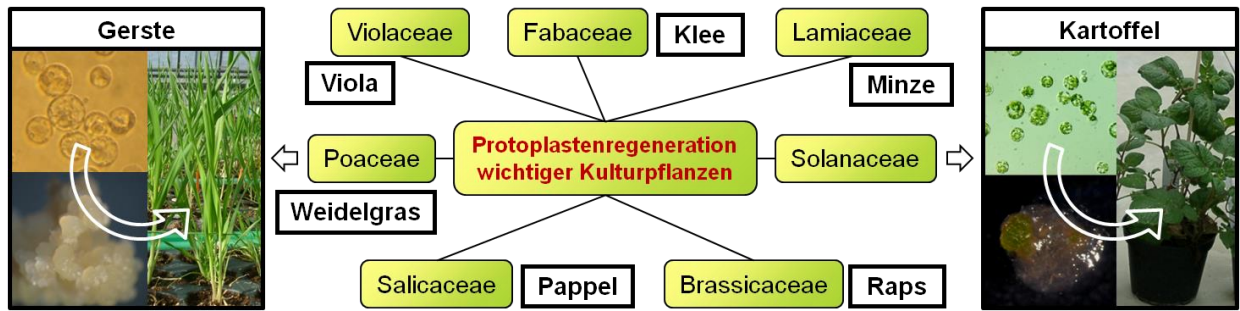 Gerste
Violaceae
Fabaceae
Klee
Lamiaceae
Kartoffel
Viola
Minze
Poaceae
Protoplastenregeneration
wichtiger Kulturpflanzen
Solanaceae
Weidelgras
Salicaceae
Pappel
Brassicaceae
Raps